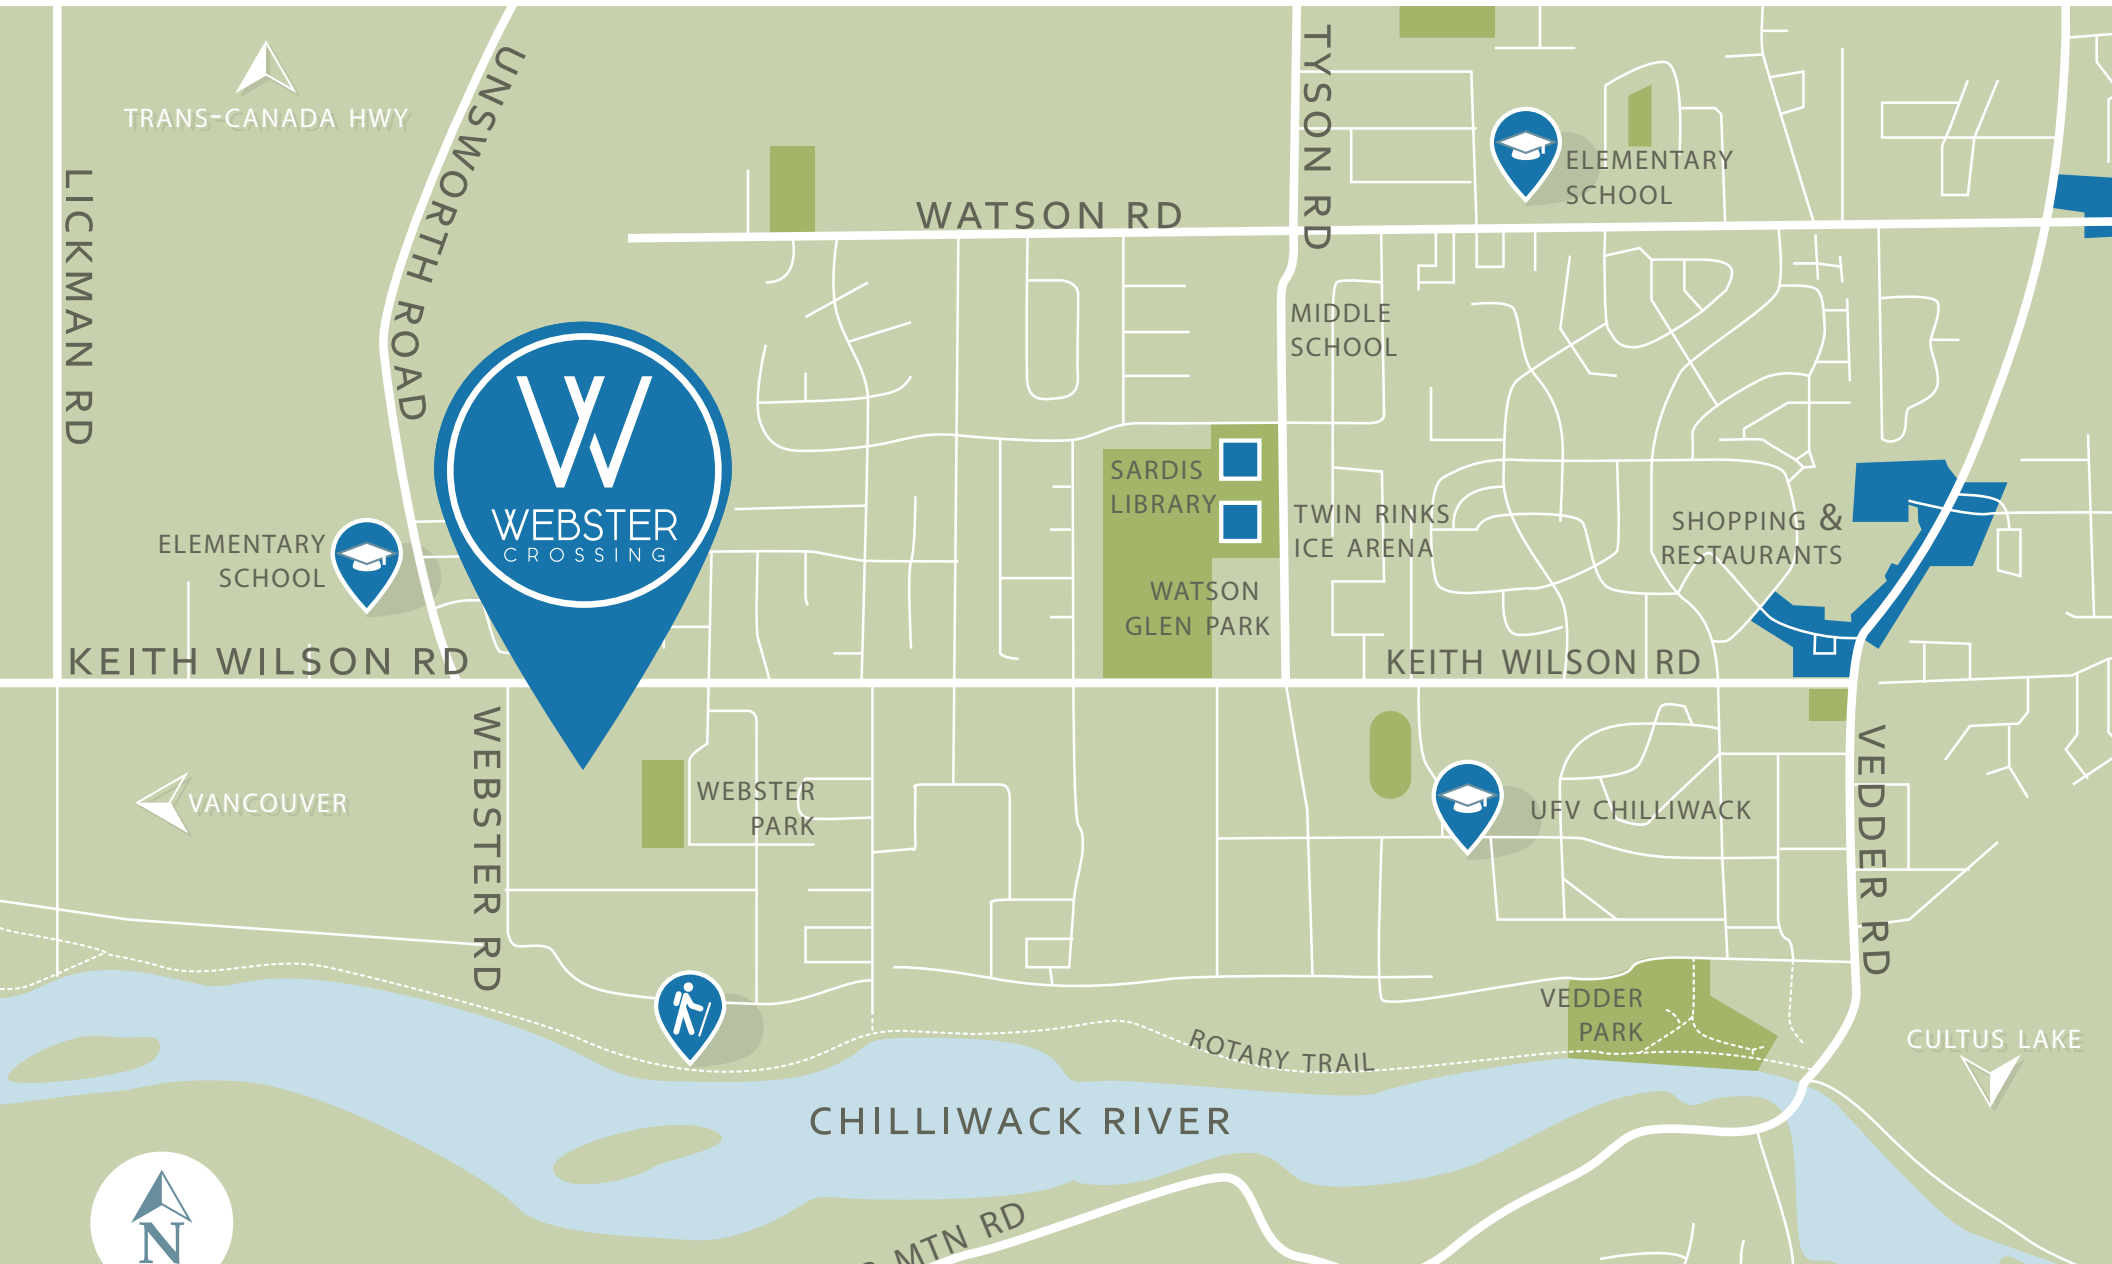 TRANS-CANADA HWY
UNSWORTH ROAD
LICKMAN RD
TYSON RD
WATSON RD
ELEMENTARY
SCHOOL
MIDDLE
SCHOOL
W
WEBSTER
CROSSING
SARDIS
LIBRARY
TWIN RINKS
ICE ARENA
SHOPPING &
RESTAURANTS
ELEMENTARY
SCHOOL
WATSON
GLEN PARK
KEITH WILSON RD
KEITH WILSON RD
WEBSTER RD
VANCOUVER
WEBSTER
PARK
UFV CHILLIWACK
VEDDER RD
VEDDER
PARK
ROTARY TRAIL
CULTUS LAKE
CHILLIWACK RIVER
MTN RD
N